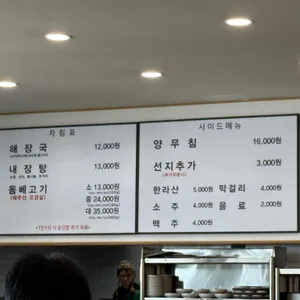 차림표
해장국 12,000원
내장탕 13,000원
돔베고기 소 13,000원
(제주산 오겹살) 중 24,000원
대 35,000원
사이드메뉴
양무침 16,000원
선지추가 3,000원
한라산 5,000원 막걸리 4,000원
소주 4,000원 음료 2,000원
맥주 4,000원